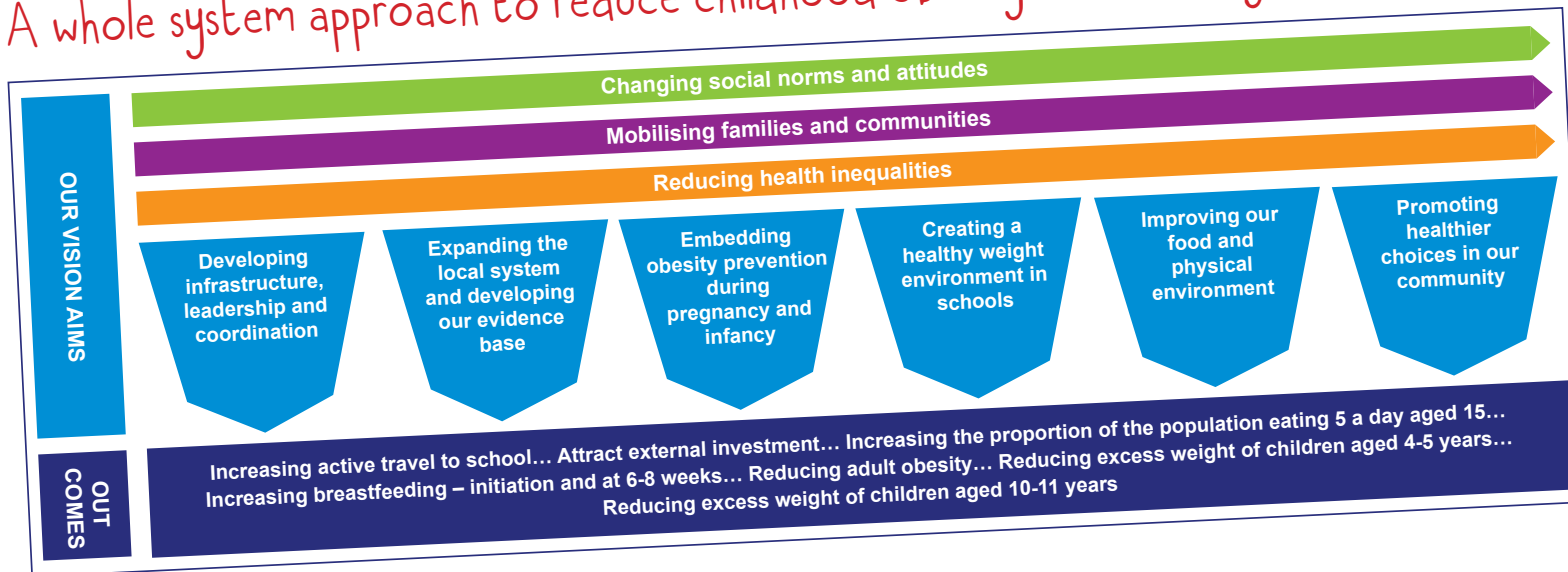 A whole system approach to reduce childhood
Changing social norms and attitudes
Mobilising families and communities
Reducing health inequalities
OUR VISION AIMS
Developing
infrastructure,
leadership and
coordination
Expanding the
local system
and developing
our evidence
base
Embedding
obesity prevention
during
pregnancy and
infancy
Creating a
healthy weight
environment in
schools
Improving our
food and
physical
environment
Promoting
healthier
choices in our
community
OUT
COMES
Increasing active travel to school… Attract external investment… Increasing the proportion of the population eating 5 a day aged 15…
Increasing breastfeeding – initiation and at 6-8 weeks… Reducing adult obesity… Reducing excess weight of children aged 4-5 years…
Reducing excess weight of children aged 10-11 years